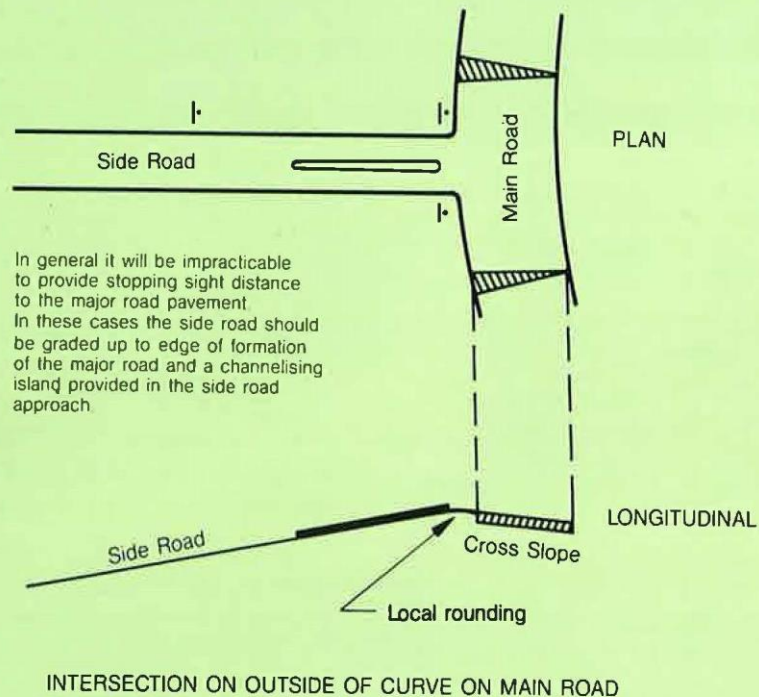 PLAN
Side Road
Main Road
In general it will be impracticable
to provide stopping sight distance
to the major road pavement
In these cases the side road should
be graded up to edge of formation
of the major road and a channelising
island provided in the side road
approach
LONGITUDINAL
Side Road
Cross Slope
Local rounding
INTERSECTION ON OUTSIDE OF CURVE ON MAIN ROAD